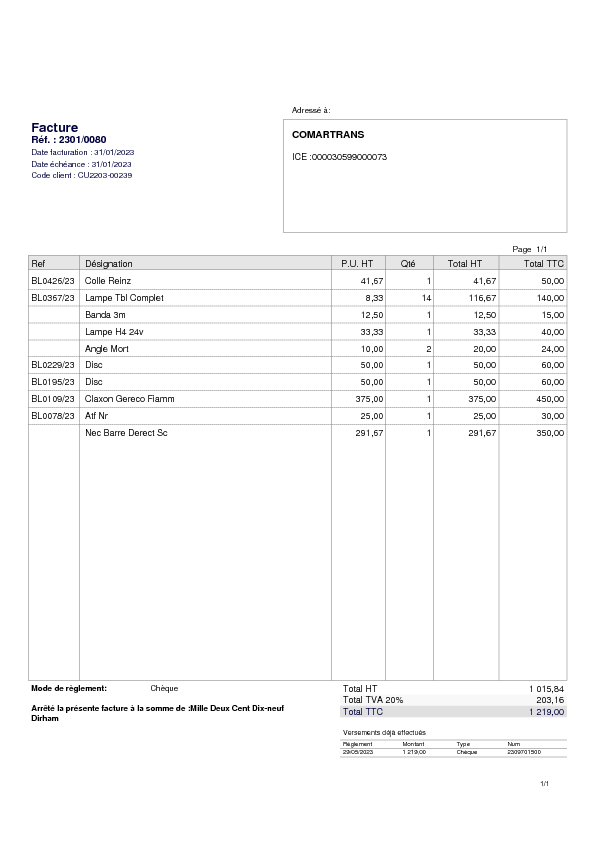 Adressé à:
Facture
Réf. : 2301/0080
Date facturation : 31/01/2023
Date échéance : 31/01/2023
Code client : CU2203-00239
COMARTRANS
ICE :000030599000073
Page 1/1
Ref Désignation P.U. HT Qté Total HT Total TTC
BL0426/23 Colle Reinz 41,67 1 41,67 50,00
BL0367/23 Lampe Tbl Complet 8,33 14 116,67 140,00
Banda 3m 12,50 1 12,50 15,00
Lampe H4 24v 33,33 1 33,33 40,00
Angle Mort 10,00 2 20,00 24,00
BL0229/23 Disc 50,00 1 50,00 60,00
BL0195/23 Disc 50,00 1 50,00 60,00
BL0109/23 Claxon Gereco Fiamm 375,00 1 375,00 450,00
BL0078/23 Atf Nr 25,00 1 25,00 30,00
Nec Barre Derect Sc 291,67 1 291,67 350,00
Mode de règlement: Chèque
Arrêté la présente facture à la somme de :Mille Deux Cent Dix-neuf
Dirham
Total HT 1 015,84
Total TVA 20% 203,16
Total TTC 1 219,00
Versements déjà effectués
Règlement Montant Type Num
29/05/2023 1 219,00 Chèque 2309701500
1/1